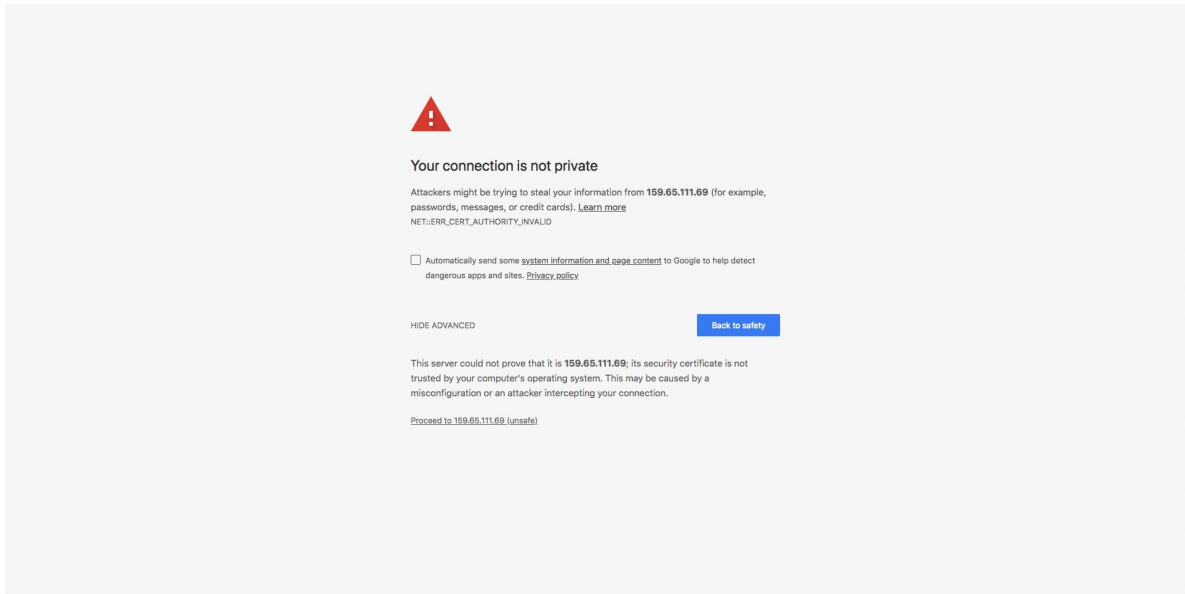 Your connection is not private
Attackers might be trying to steal your information from 159.65.111.69 (for example,
passwords, messages, or credit cards). Learn more
NET::ERR_CERT_AUTHORITY_INVALID
Automatically send some system information and page content to Google to help detect
dangerous apps and sites. Privacy policy
HIDE ADVANCED
Back to safety
This server could not prove that it is 159.65.111.69; its security certificate is not
trusted by your computer's operating system. This may be caused by a
misconfiguration or an attacker intercepting your connection.
Proceed to 159.65.111.69 (unsafe)